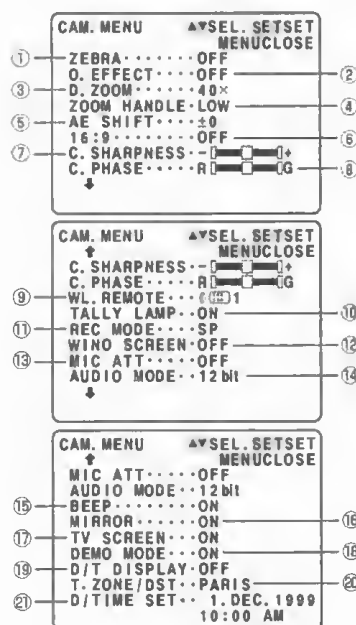 CAM. MENU ▲▼SEL. SETSET
MENUCLOSE
① ZEBRA·······OFF
O. EFFECT····OFF ②
③ D. ZOOM·····40×
ZOOM HANDLE·LOW ④
⑤ AE SHIFT····±0
16:9········OFF ⑥
⑦ C. SHARPNESS··− +
C. PHASE·····R G ⑧
CAM. MENU ▲▼SEL. SETSET
MENUCLOSE
C. SHARPNESS··− +
C. PHASE·····R G
⑨ WL. REMOTE·· 1
TALLY LAMP··ON ⑩
⑪ REC MODE····SP
WIND SCREEN·OFF ⑫
⑬ MIC ATT·····OFF
AUDIO MODE··12bit ⑭
CAM. MENU ▲▼SEL. SETSET
MENUCLOSE
MIC ATT·····OFF
AUDIO MODE··12bit
⑮ BEEP········ON
MIRROR······ON ⑯
⑰ TV SCREEN···ON
DEMO MODE···ON ⑱
⑲ D/T DISPLAY·OFF
T. ZONE/DST··PARIS ⑳
㉑ D/TIME SET·· 1. DEC. 1999
10:00 AM